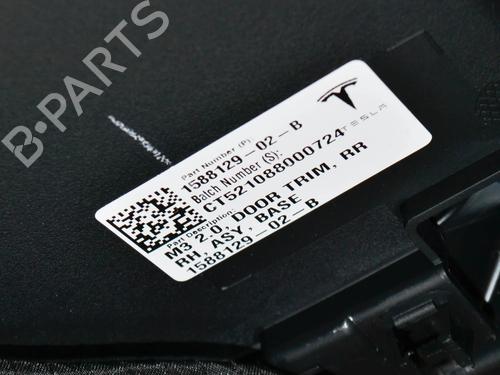 B-PARTS
Part Number (P):
1588129-02-B
Batch Number (S):
CT521088000724
TESLA
Part Description:
M3 2.0, DOOR TRIM, RR
RH, ASY, BASE
1588129-02-B